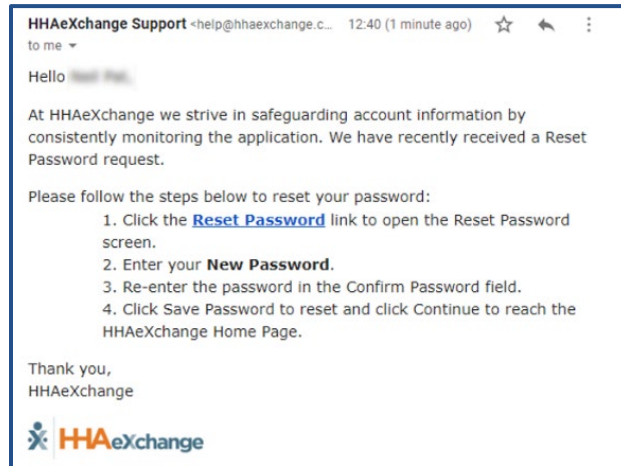 HHAeXchange Support <help@hhaexchange.c... 12:40 (1 minute ago)
to me
Hello
At HHAeXchange we strive in safeguarding account information by
consistently monitoring the application. We have recently received a Reset
Password request.
Please follow the steps below to reset your password:
1. Click the Reset Password link to open the Reset Password
screen.
2. Enter your New Password.
3. Re-enter the password in the Confirm Password field.
4. Click Save Password to reset and click Continue to reach the
HHAeXchange Home Page.
Thank you,
HHAeXchange
HHAeXchange